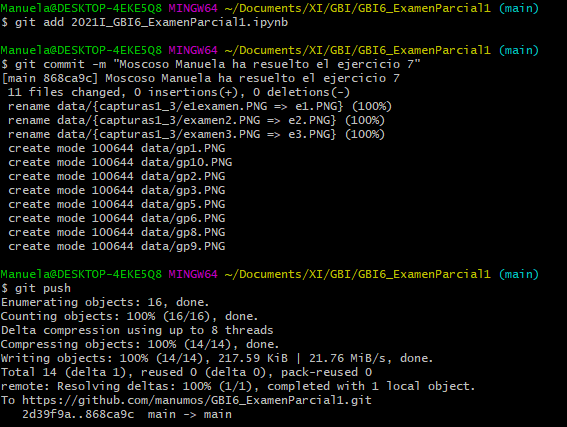 Manuela@DESKTOP-4EKE5Q8 MINGW64 ~/Documents/XI/GBI/GBI6_ExamenParcial1 (main)
$ git add 2021I_GBI6_ExamenParcial1.ipynb
Manuela@DESKTOP-4EKE5Q8 MINGW64 ~/Documents/XI/GBI/GBI6_ExamenParcial1 (main)
$ git commit -m "Moscoso Manuela ha resuelto el ejercicio 7"
[main 868ca9c] Moscoso Manuela ha resuelto el ejercicio 7
 11 files changed, 0 insertions(+), 0 deletions(-)
 rename data/{capturas1_3/e1examen.PNG => e1.PNG} (100%)
 rename data/{capturas1_3/examen2.PNG => e2.PNG} (100%)
 rename data/{capturas1_3/examen3.PNG => e3.PNG} (100%)
 create mode 100644 data/gp1.PNG
 create mode 100644 data/gp10.PNG
 create mode 100644 data/gp2.PNG
 create mode 100644 data/gp3.PNG
 create mode 100644 data/gp5.PNG
 create mode 100644 data/gp6.PNG
 create mode 100644 data/gp8.PNG
 create mode 100644 data/gp9.PNG
Manuela@DESKTOP-4EKE5Q8 MINGW64 ~/Documents/XI/GBI/GBI6_ExamenParcial1 (main)
$ git push
Enumerating objects: 16, done.
Counting objects: 100% (16/16), done.
Delta compression using up to 8 threads
Compressing objects: 100% (14/14), done.
Writing objects: 100% (14/14), 217.59 KiB | 21.76 MiB/s, done.
Total 14 (delta 1), reused 0 (delta 0), pack-reused 0
remote: Resolving deltas: 100% (1/1), completed with 1 local object.
To https://github.com/manumos/GBI6_ExamenParcial1.git
   2d39f9a..868ca9c  main -> main